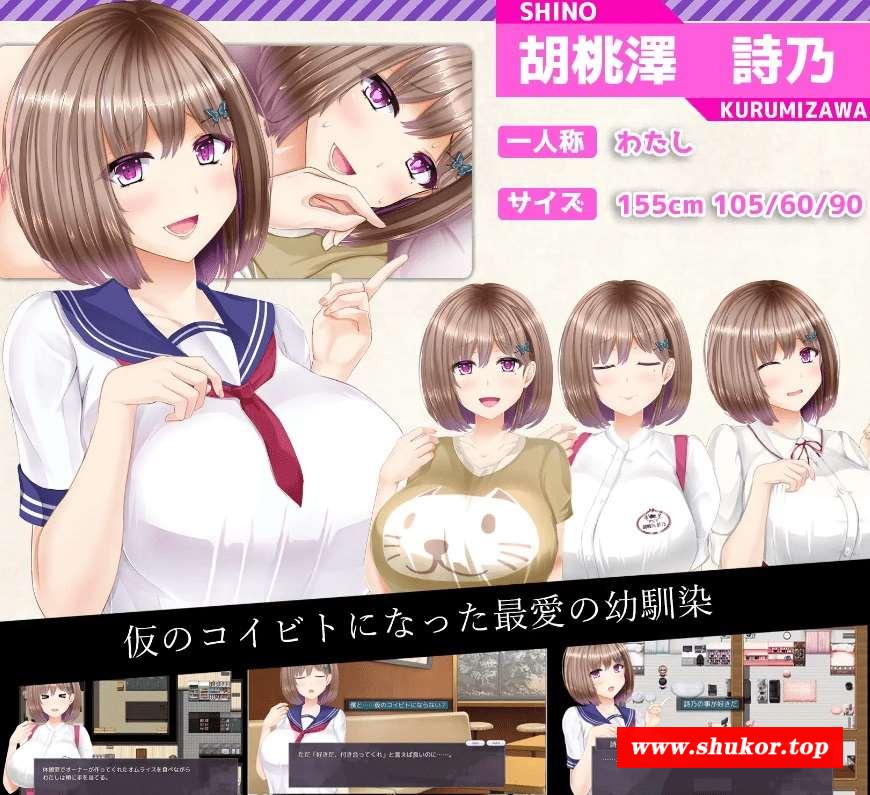 SHINO
胡桃澤 詩乃
KURUMIZAWA
一人称 わたし
サイズ 155cm 105/60/90
仮のコイビトになった最愛の幼馴染
僕と……仮のコイビトにならない?
詩乃の事が好きだ
休憩室でオーナーが作ってくれたオムライスを食べながら
わたしは頬に手を当てる。
ただ「好きだ、付き合ってくれ」と言えば良いのに……。
www.shukor.top